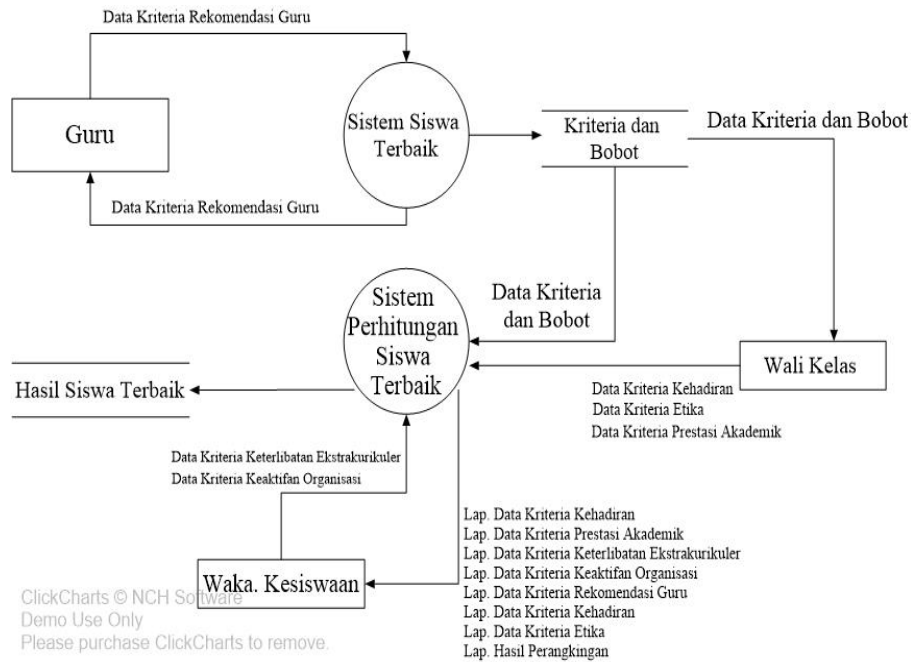 Data Kriteria Rekomendasi Guru
Guru
Sistem Siswa
Terbaik
Kriteria dan
Bobot
Data Kriteria dan Bobot
Data Kriteria Rekomendasi Guru
Sistem
Perhitungan
Siswa
Terbaik
Data Kriteria
dan Bobot
Wali Kelas
Hasil Siswa Terbaik
Data Kriteria Kehadiran
Data Kriteria Etika
Data Kriteria Prestasi Akademik
Data Kriteria Keterlibatan Ekstrakurikuler
Data Kriteria Keaktifan Organisasi
Lap. Data Kriteria Kehadiran
Lap. Data Kriteria Prestasi Akademik
Lap. Data Kriteria Keterlibatan Ekstrakurikuler
Lap. Data Kriteria Keaktifan Organisasi
Lap. Data Kriteria Rekomendasi Guru
Lap. Data Kriteria Kehadiran
Lap. Data Kriteria Etika
Lap. Hasil Perangkingan
Waka. Kesiswaan
ClickCharts © NCH Software
Demo Use Only
Please purchase ClickCharts to remove.